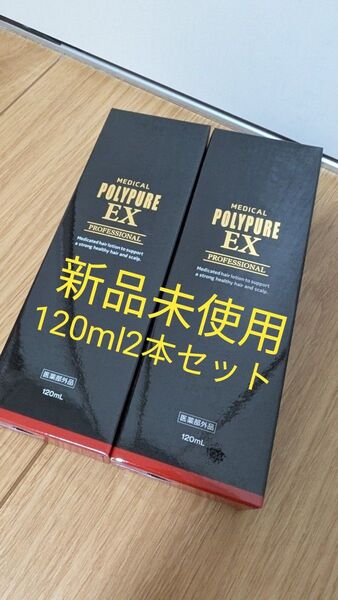 MEDICAL
POLYPURE
EX
PROFESSIONAL
Medicated hair lotion to support
a strong healthy hair and scalp.
医薬部外品
120mL
MEDICAL
POLYPURE
EX
PROFESSIONAL
Medicated hair lotion to support
a strong healthy hair and scalp.
医薬部外品
120mL
新品未使用
120ml2本セット